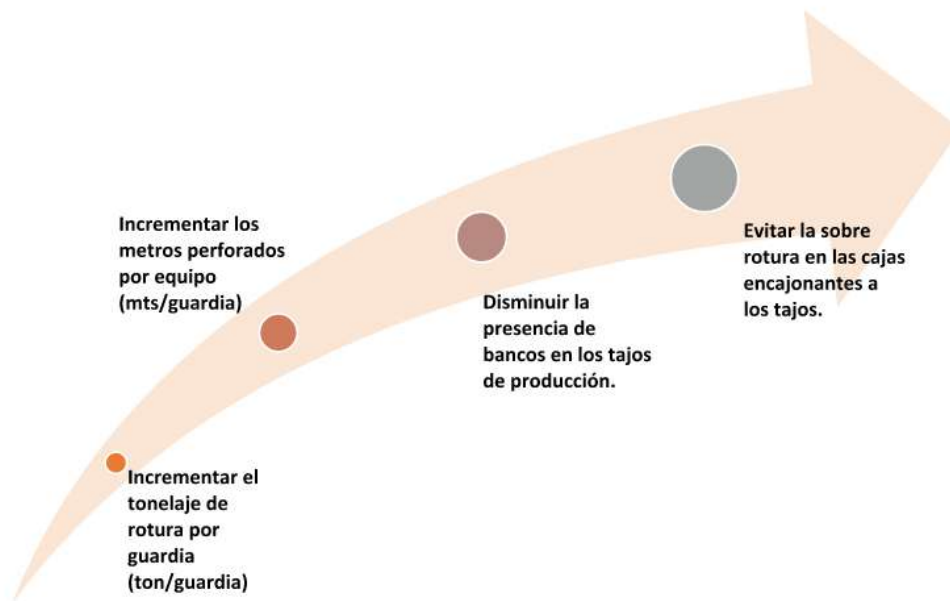 Incrementar los
metros perforados
por equipo
(mts/guardia)
Evitar la sobre
rotura en las cajas
encajonantes a
los tajos.
Disminuir la
presencia de
bancos en los tajos
de producción.
Incrementar el
tonelaje de
rotura por
guardia
(ton/guardia)